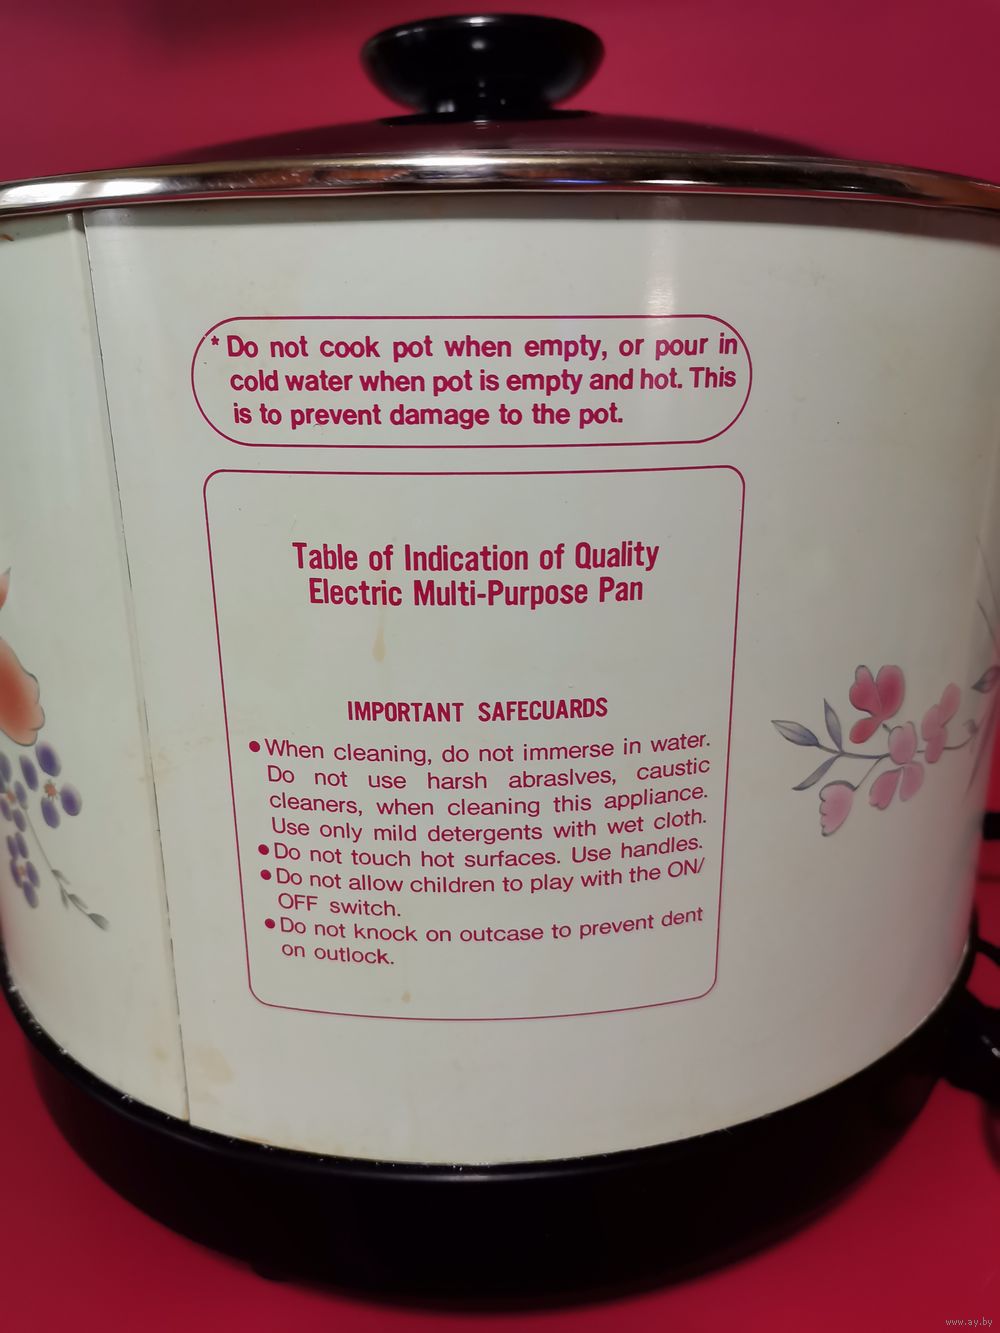 * Do not cook pot when empty, or pour in
cold water when pot is empty and hot. This
is to prevent damage to the pot.
Table of Indication of Quality
Electric Multi-Purpose Pan
IMPORTANT SAFECUARDS
●When cleaning, do not immerse in water.
Do not use harsh abraslves, caustic
cleaners, when cleaning this appliance.
Use only mild detergents with wet cloth.
●Do not touch hot surfaces. Use handles.
●Do not allow children to play with the ON/
OFF switch.
●Do not knock on outcase to prevent dent
on outlock.
www.ay.by